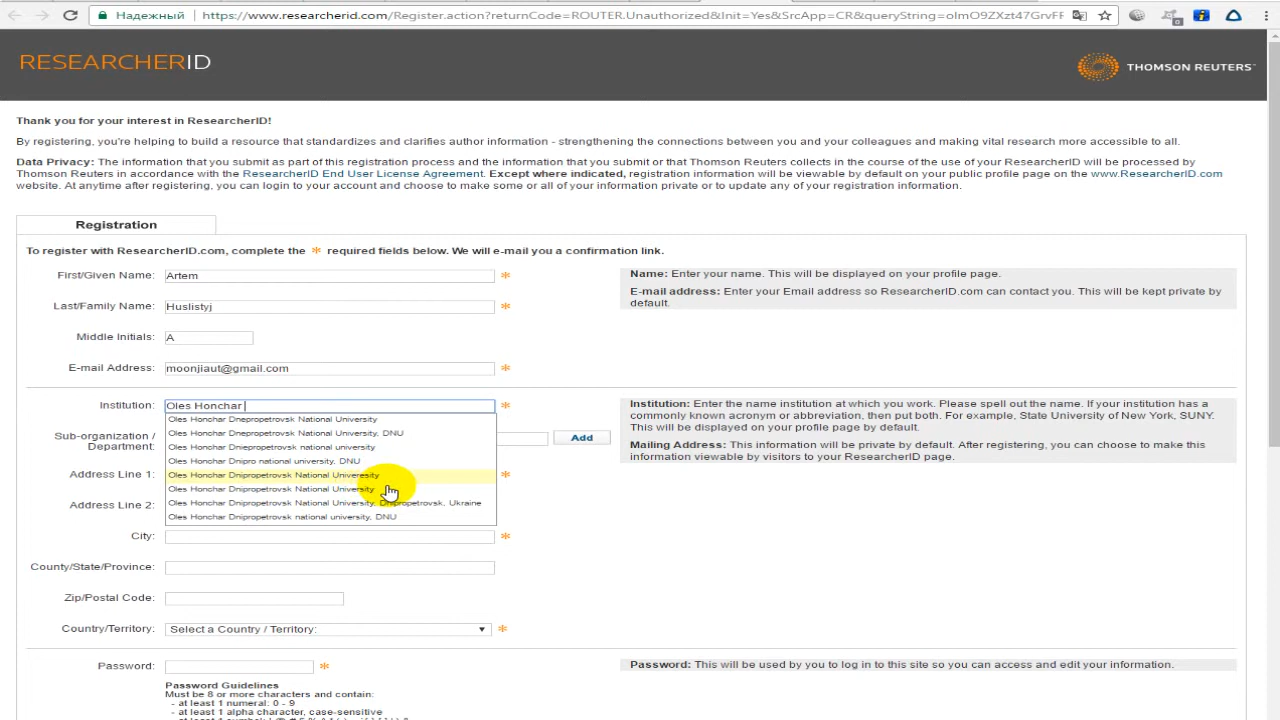 Надежный
https://www.researcherid.com/Register.action?returnCode=ROUTER.Unauthorized&Init=Yes&SrcApp=CR&queryString=oImO9ZXzt47GrvFF
RESEARCHERID
THOMSON REUTERS
Thank you for your interest in ResearcherID!
By registering, you're helping to build a resource that standardizes and clarifies author information - strengthening the connections between you and your colleagues and making vital research more accessible to all.
Data Privacy: The information that you submit as part of this registration process and the information that you submit or that Thomson Reuters collects in the course of the use of your ResearcherID will be processed by
Thomson Reuters in accordance with the ResearcherID End User License Agreement. Except where indicated, registration information will be viewable by default on your public profile page on the www.ResearcherID.com
website. At anytime after registering, you can login to your account and choose to make some or all of your information private or to update any of your registration information.
Registration
To register with ResearcherID.com, complete the * required fields below. We will e-mail you a confirmation link.
First/Given Name: Artem *
Name: Enter your name. This will be displayed on your profile page.
E-mail address: Enter your Email address so ResearcherID.com can contact you. This will be kept private by
default.
Last/Family Name: Huslistyj *
Middle Initials: A
E-mail Address: moonjiaut@gmail.com *
Institution: Oles Honchar *
Institution: Enter the name institution at which you work. Please spell out the name. If your institution has a
commonly known acronym or abbreviation, then put both. For example, State University of New York, SUNY.
This will be displayed on your profile page by default.
Mailing Address: This information will be private by default. After registering, you can choose to make this
information viewable by visitors to your ResearcherID page.
Oles Honchar Dnepropetrovsk National University
Oles Honchar Dnepropetrovsk National University, DNU
Oles Honchar Dniepropetrovsk national university
Oles Honchar Dnipro national university, DNU
Oles Honchar Dnipropetrovsk National Univeresity
Oles Honchar Dnipropetrovsk National University
Oles Honchar Dnipropetrovsk National University, Dnipropetrovsk, Ukraine
Oles Honchar Dnipropetrovsk national university, DNU
Sub-organization /
Department:
Add
Address Line 1: *
Address Line 2:
City: *
County/State/Province:
Zip/Postal Code:
Country/Territory: Select a Country / Territory: *
Password: *
Password: This will be used by you to log in to this site so you can access and edit your information.
Password Guidelines
Must be 8 or more characters and contain:
- at least 1 numeral: 0 - 9
- at least 1 alpha character, case-sensitive